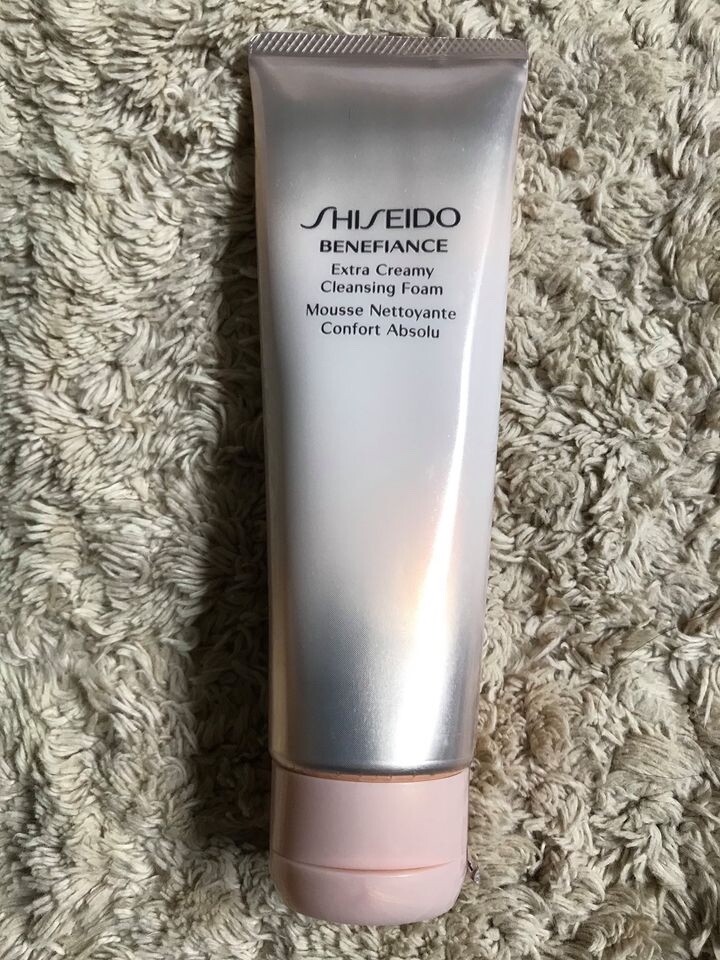 SHISEIDO
BENEFIANCE
Extra Creamy
Cleansing Foam
Mousse Nettoyante
Confort Absolu